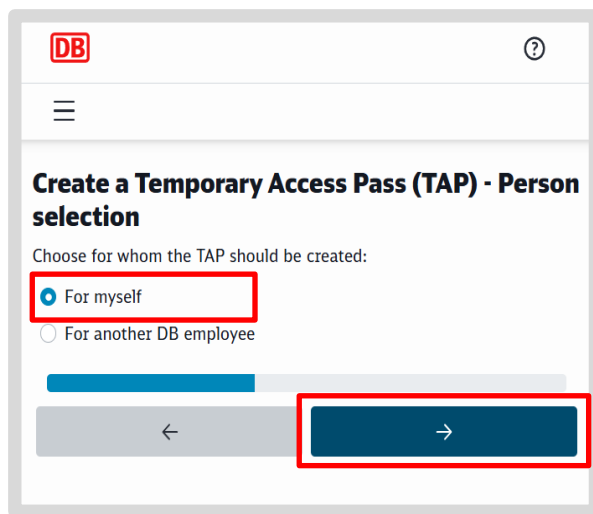 DB
?
Create a Temporary Access Pass (TAP) - Person
selection
Choose for whom the TAP should be created:
For myself
For another DB employee
← →